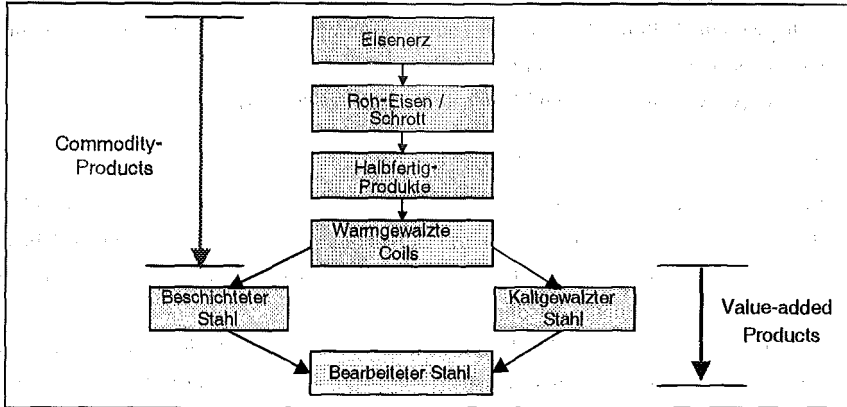 Eisenerz
Roh-Eisen /
Schrott
Commodity-
Products
Halbfertig-
Produkte
Warmgewalzte
Coils
Beschichteter
Stahl
Kaltgewalzter
Stahl
Value-added
Products
Bearbeiteter Stahl